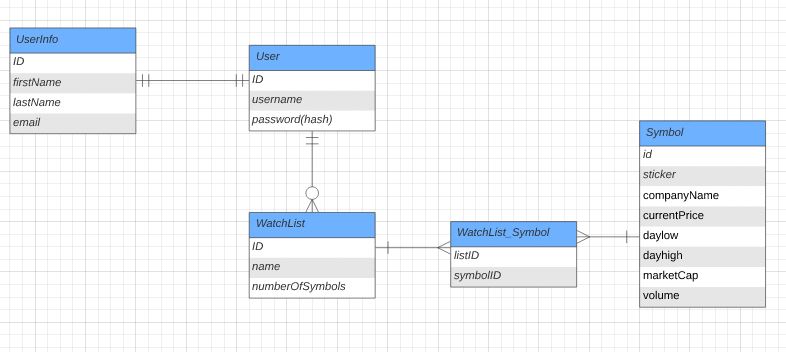 UserInfo
ID
firstName
lastName
email
User
ID
username
password(hash)
WatchList
ID
name
numberOfSymbols
WatchList_Symbol
listID
symbolID
Symbol
id
sticker
companyName
currentPrice
daylow
dayhigh
marketCap
volume